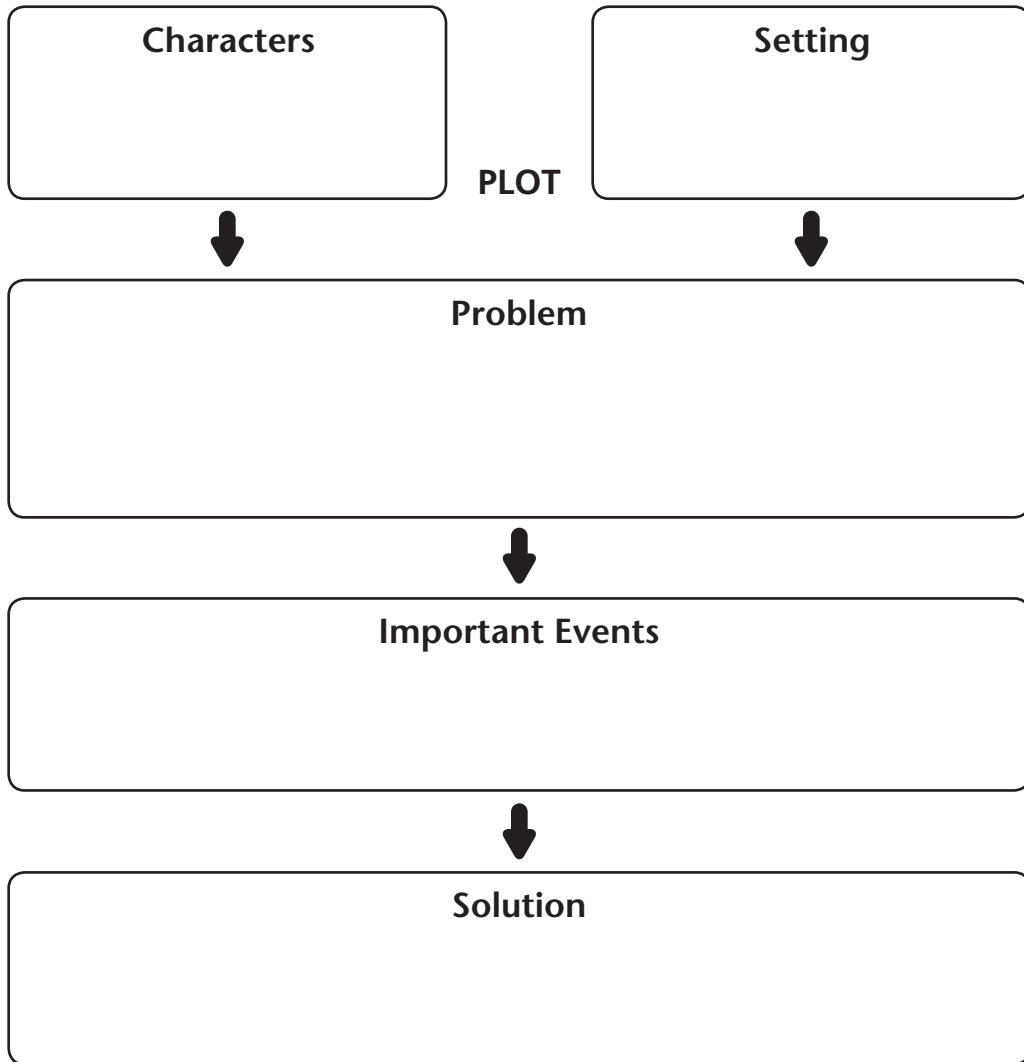 Characters
Setting
PLOT
Problem
Important Events
Solution